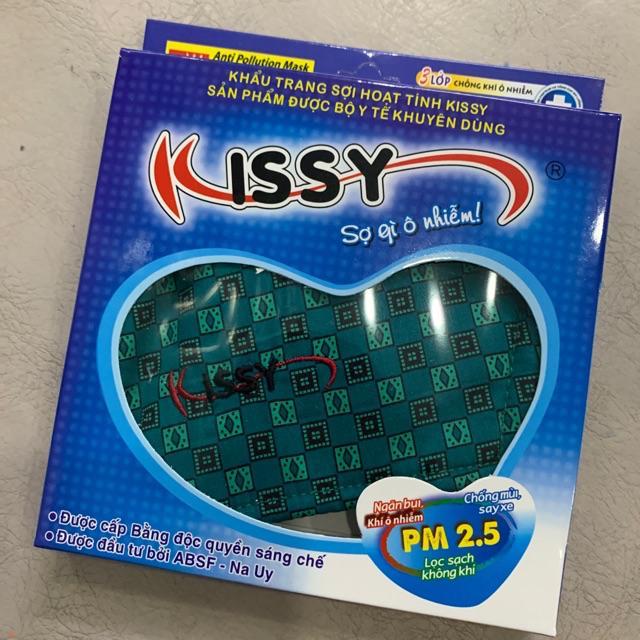 Anti Pollution Mask
3 LỚP CHỐNG KHÍ Ô NHIỄM
KHẨU TRANG SỢI HOẠT TÍNH KISSY
SẢN PHẨM ĐƯỢC BỘ Y TẾ KHUYÊN DÙNG
KISSY ®
Sợ gì ô nhiễm!
KISSY
Ngăn bụi,
Khí ô nhiễm
Chống mùi,
say xe
PM 2.5
Lọc sạch
không khí
• Được cấp Bằng độc quyền sáng chế
• Được đầu tư bởi ABSF - Na Uy